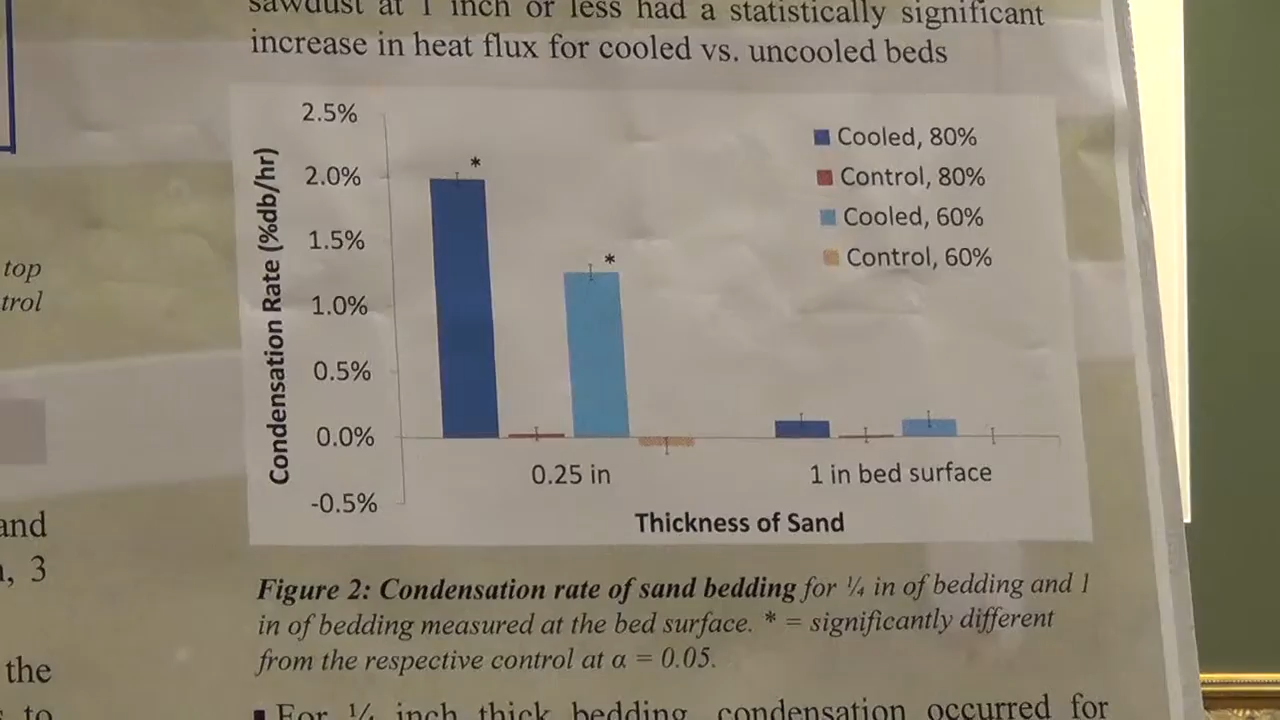 sawdust at 1 inch or less had a statistically significant
increase in heat flux for cooled vs. uncooled beds
top
trol
and
, 3
the
to
2.5%
2.0%
1.5%
1.0%
0.5%
0.0%
-0.5%
Condensation Rate (%db/hr)
*
*
Cooled, 80%
Control, 80%
Cooled, 60%
Control, 60%
0.25 in
1 in bed surface
Thickness of Sand
Figure 2: Condensation rate of sand bedding for ¼ in of bedding and 1
in of bedding measured at the bed surface. * = significantly different
from the respective control at α = 0.05.
▪ For ¼ inch thick bedding, condensation occurred for